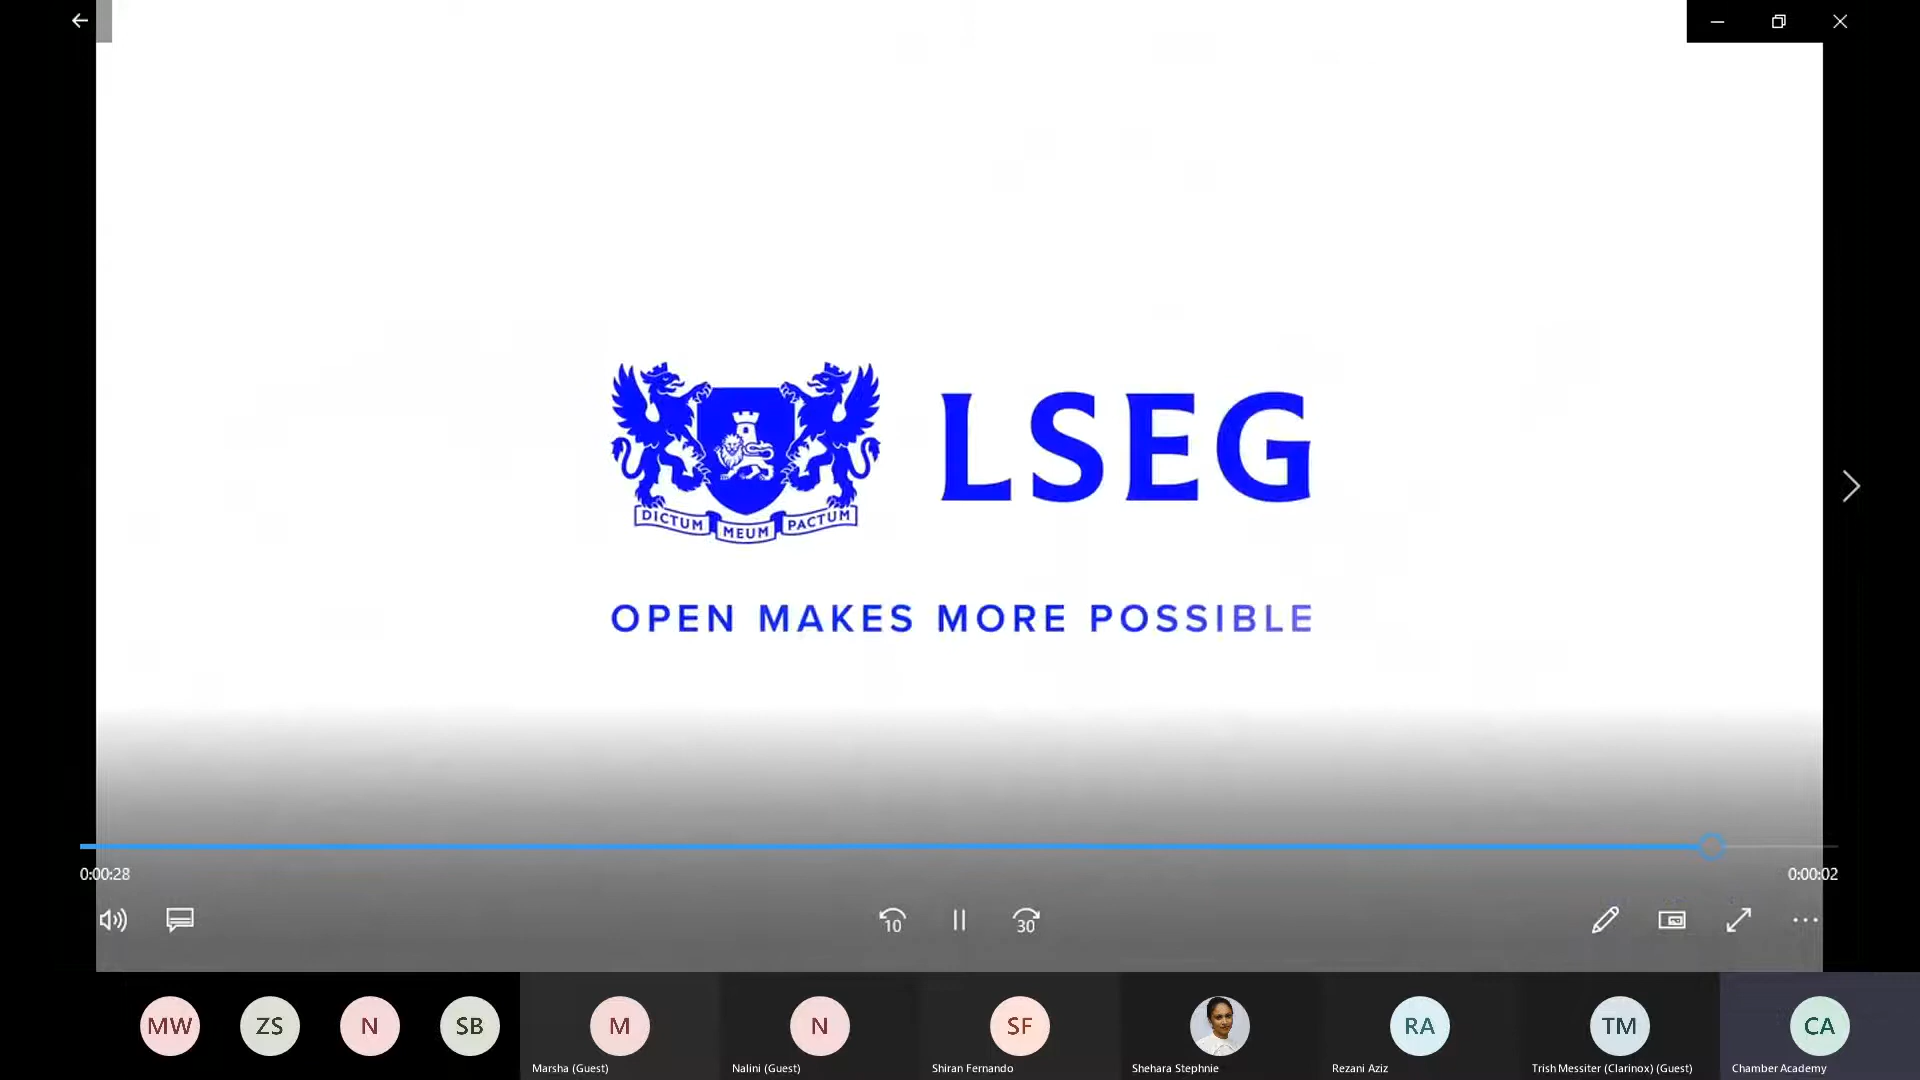 LSEG
DICTUM MEUM PACTUM
OPEN MAKES MORE POSSIBLE
0:00:28
0:00:02
10
30
MW
ZS
N
SB
M
N
SF
RA
TM
CA
Marsha (Guest)
Nalini (Guest)
Shiran Fernando
Shehara Stephnie
Rezani Aziz
Trish Messiter (Clarinox) (Guest)
Chamber Academy